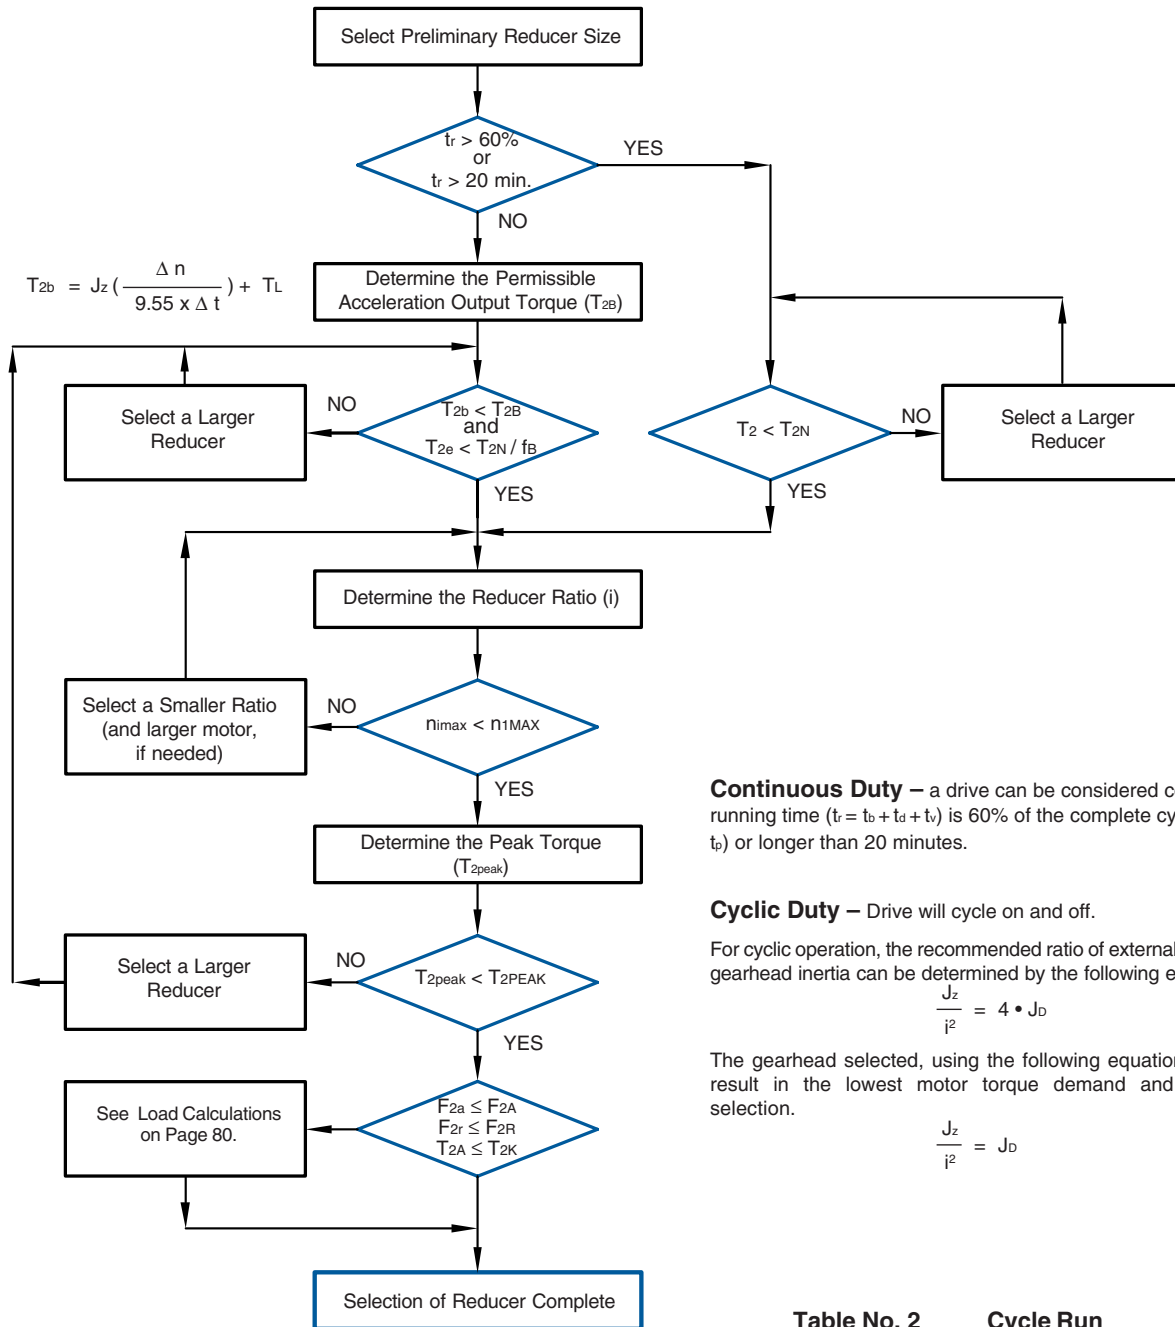 Select Preliminary Reducer Size
tr > 60%
or
tr > 20 min.
YES
NO
T2b = Jz ( Δ n / 9.55 x Δ t ) + TL
Determine the Permissible
Acceleration Output Torque (T2B)
Select a Larger
Reducer
NO
T2b < T2B
and
T2e < T2N / fB
YES
T2 < T2N
NO
Select a Larger
Reducer
YES
Determine the Reducer Ratio (i)
Select a Smaller Ratio
(and larger motor,
if needed)
NO
nimax < n1MAX
YES
Determine the Peak Torque
(T2peak)
Select a Larger
Reducer
NO
T2peak < T2PEAK
YES
See Load Calculations
on Page 80.
F2a ≤ F2A
F2r ≤ F2R
T2A ≤ T2K
Selection of Reducer Complete
Continuous Duty – a drive can be considered
running time (tr = tb + td + tv) is 60% of the complete
tp) or longer than 20 minutes.
Cyclic Duty – Drive will cycle on and off.
For cyclic operation, the recommended ratio of external
gearhead inertia can be determined by the following
Jz / i² = 4 • JD
The gearhead selected, using the following equation
result in the lowest motor torque demand and
selection.
Jz / i² = JD
Table No. 2 Cycle Run